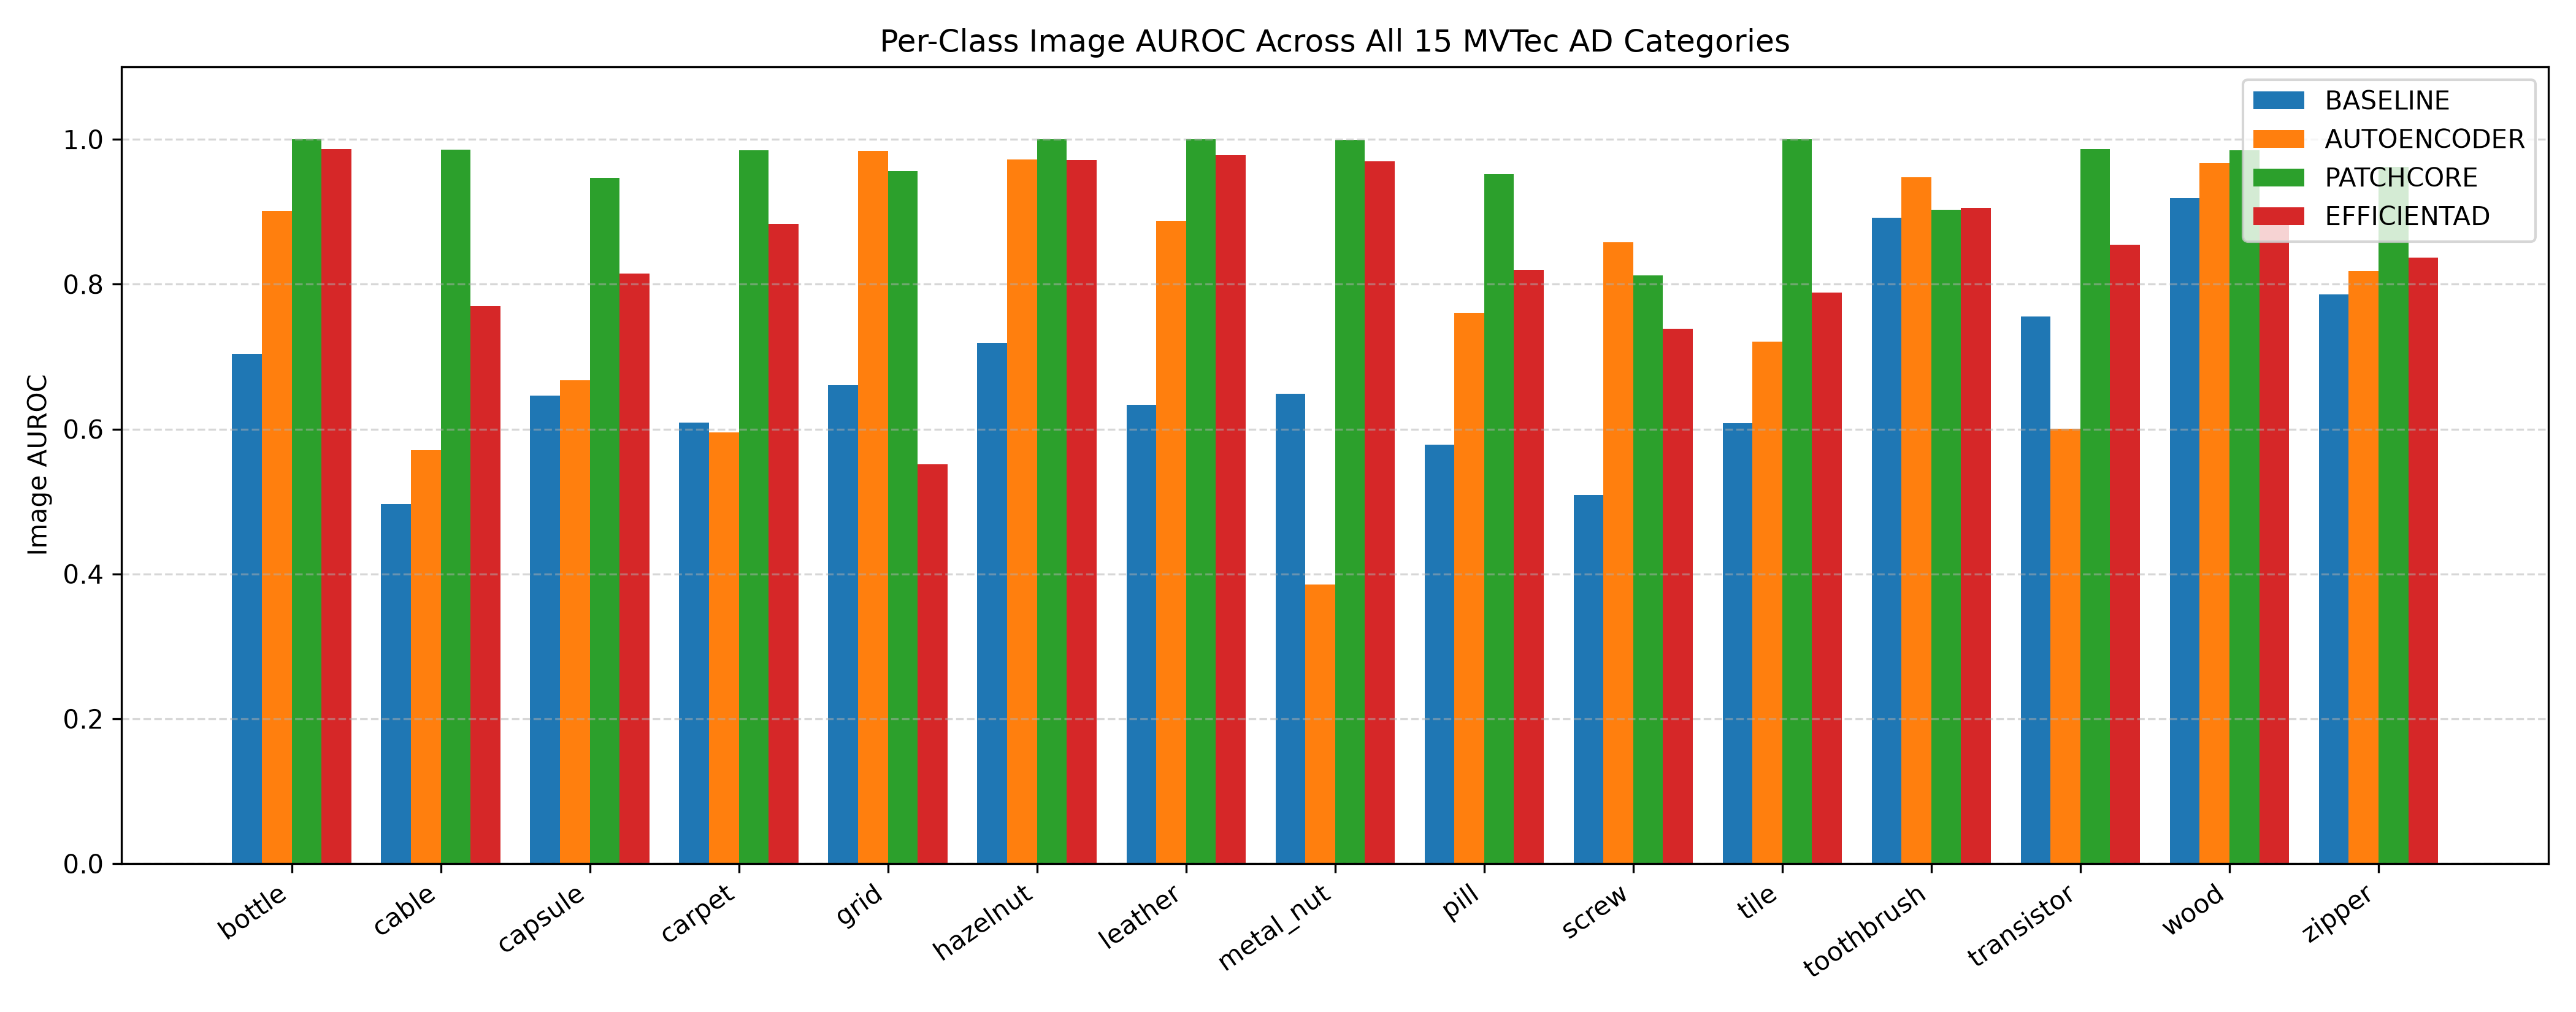 Per-Class Image AUROC Across All 15 MVTec AD Categories
BASELINE
AUTOENCODER
PATCHCORE
EFFICIENTAD
Image AUROC
1.0
0.8
0.6
0.4
0.2
0.0
bottle
cable
capsule
carpet
grid
hazelnut
leather
metal_nut
pill
screw
tile
toothbrush
transistor
wood
zipper